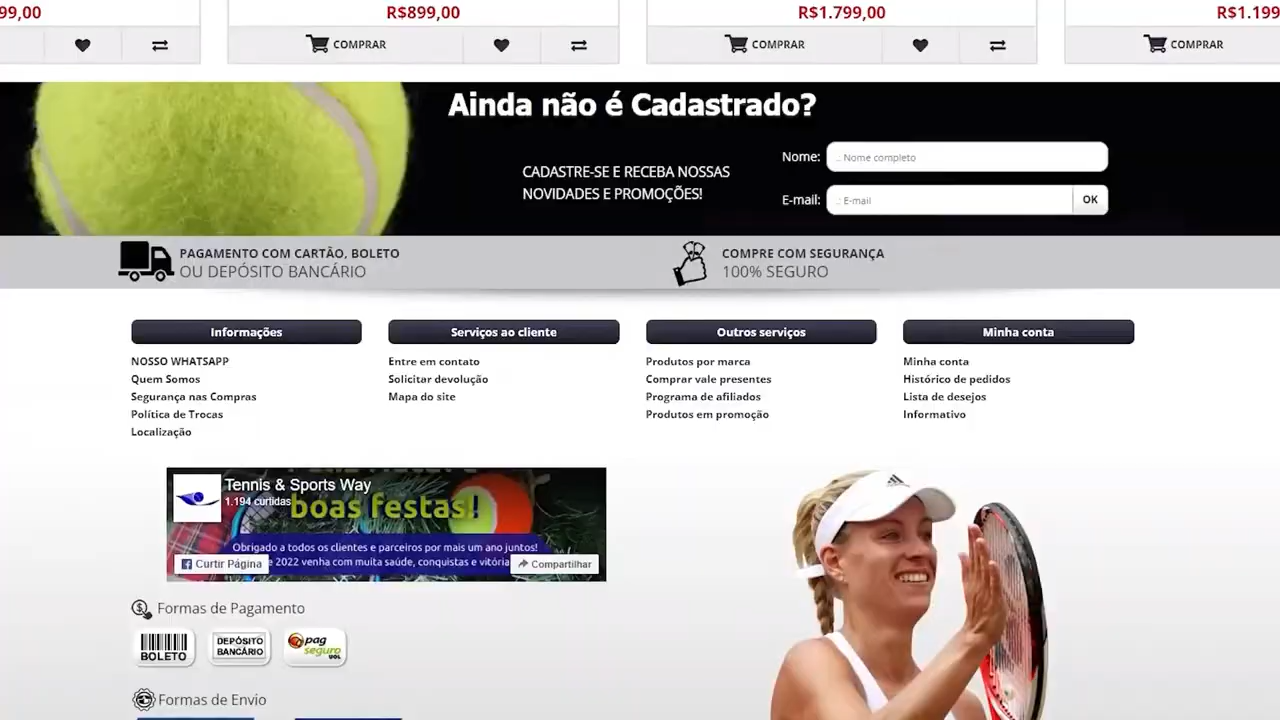 99,00
R$899,00
R$1.799,00
R$1.199
COMPRAR
COMPRAR
COMPRAR
Ainda não é Cadastrado?
CADASTRE-SE E RECEBA NOSSAS
NOVIDADES E PROMOÇÕES!
Nome:
.: Nome completo
E-mail:
.: E-mail
OK
PAGAMENTO COM CARTÃO, BOLETO
OU DEPÓSITO BANCÁRIO
COMPRE COM SEGURANÇA
100% SEGURO
Informações
NOSSO WHATSAPP
Quem Somos
Segurança nas Compras
Política de Trocas
Localização
Serviços ao cliente
Entre em contato
Solicitar devolução
Mapa do site
Outros serviços
Produtos por marca
Comprar vale presentes
Programa de afiliados
Produtos em promoção
Minha conta
Minha conta
Histórico de pedidos
Lista de desejos
Informativo
Tennis & Sports Way
1.194 curtidas
boas festas!
Obrigado a todos os clientes e parceiros por mais um ano juntos!
e 2022 venha com muita saúde, conquistas e vitória
Curtir Página
Compartilhar
Formas de Pagamento
BOLETO
DEPÓSITO
BANCÁRIO
pag
seguro
UOL
Formas de Envio